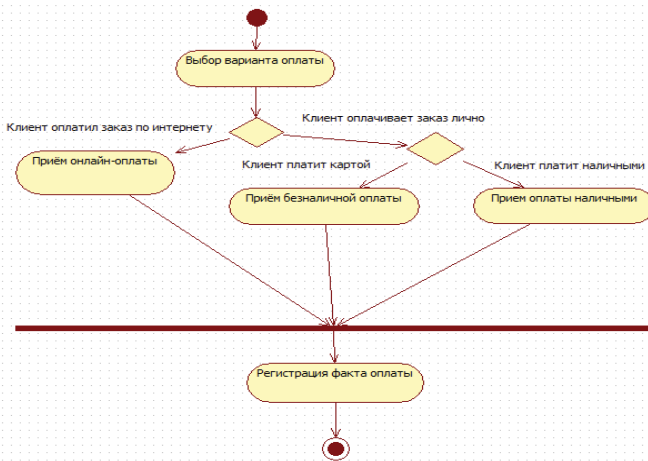 Выбор варианта оплаты
Клиент оплачивает заказ лично
Клиент оплатил заказ по интернету
Приём онлайн-оплаты
Клиент платит картой
Клиент платит наличными
Приём безналичной оплаты
Прием оплаты наличными
Регистрация факта оплаты